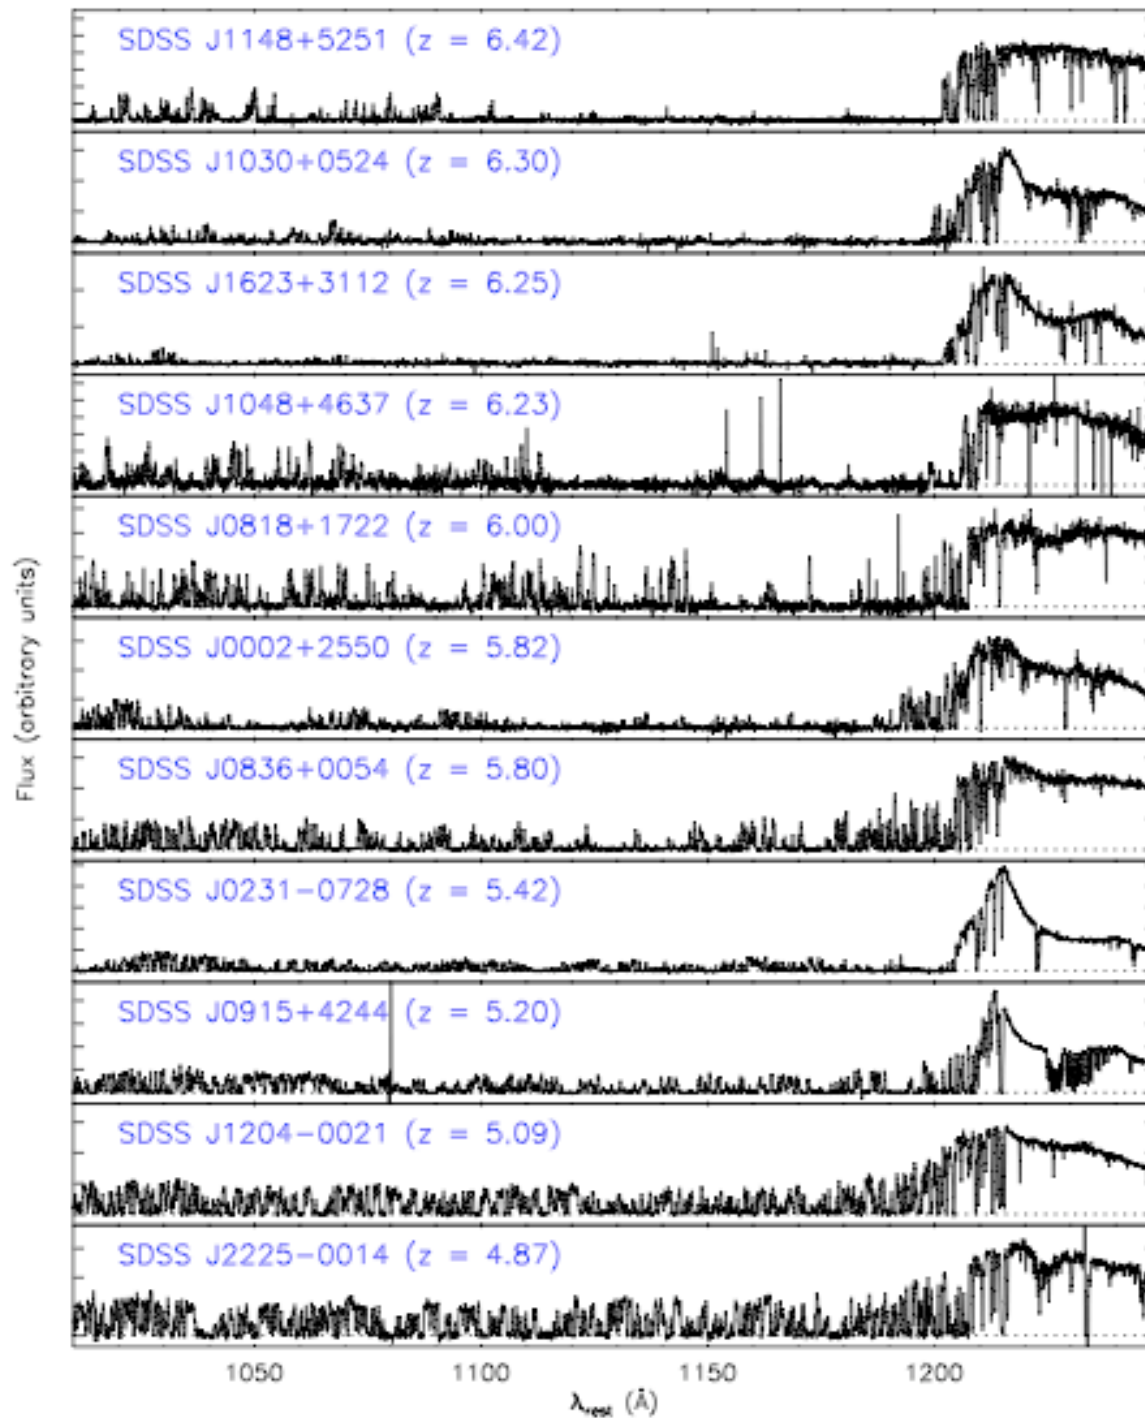 SDSS J1148+5251 (z = 6.42)
SDSS J1030+0524 (z = 6.30)
SDSS J1623+3112 (z = 6.25)
SDSS J1048+4637 (z = 6.23)
SDSS J0818+1722 (z = 6.00)
SDSS J0002+2550 (z = 5.82)
SDSS J0836+0054 (z = 5.80)
SDSS J0231-0728 (z = 5.42)
SDSS J0915+4244 (z = 5.20)
SDSS J1204-0021 (z = 5.09)
SDSS J2225-0014 (z = 4.87)
Flux (arbitrary units)
1050 1100 1150 1200
λrest (Å)